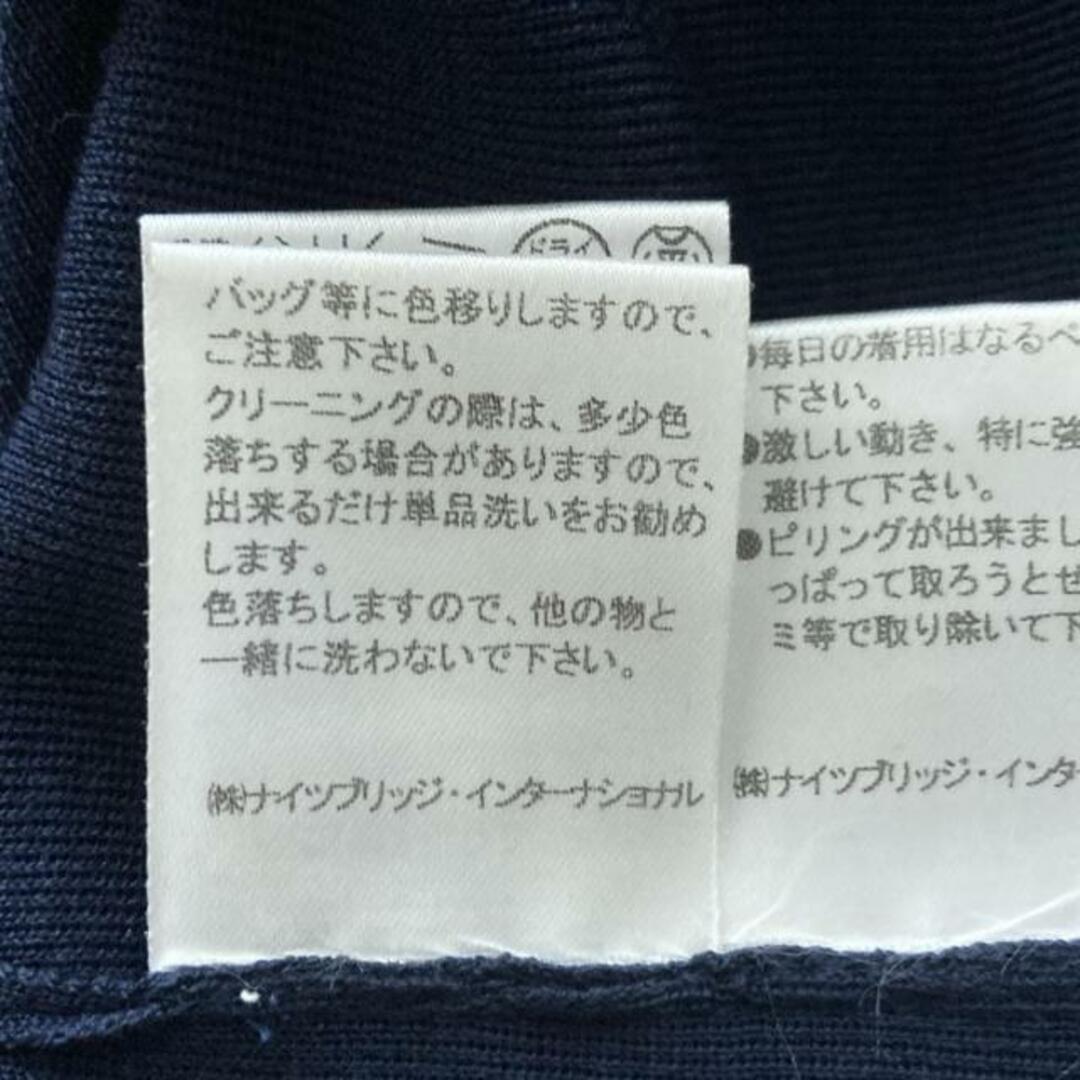 ドライ
平
バッグ等に色移りしますので、
ご注意下さい。
クリーニングの際は、多少色
落ちする場合がありますので、
出来るだけ単品洗いをお勧め
します。
色落ちしますので、他の物と
一緒に洗わないで下さい。
㈱ナイツブリッジ・インターナショナル
●毎日の着用はなるべ
下さい。
●激しい動き、特に強
避けて下さい。
●ピリングが出来まし
っぱって取ろうとせ
ミ等で取り除いて下
㈱ナイツブリッジ・インター